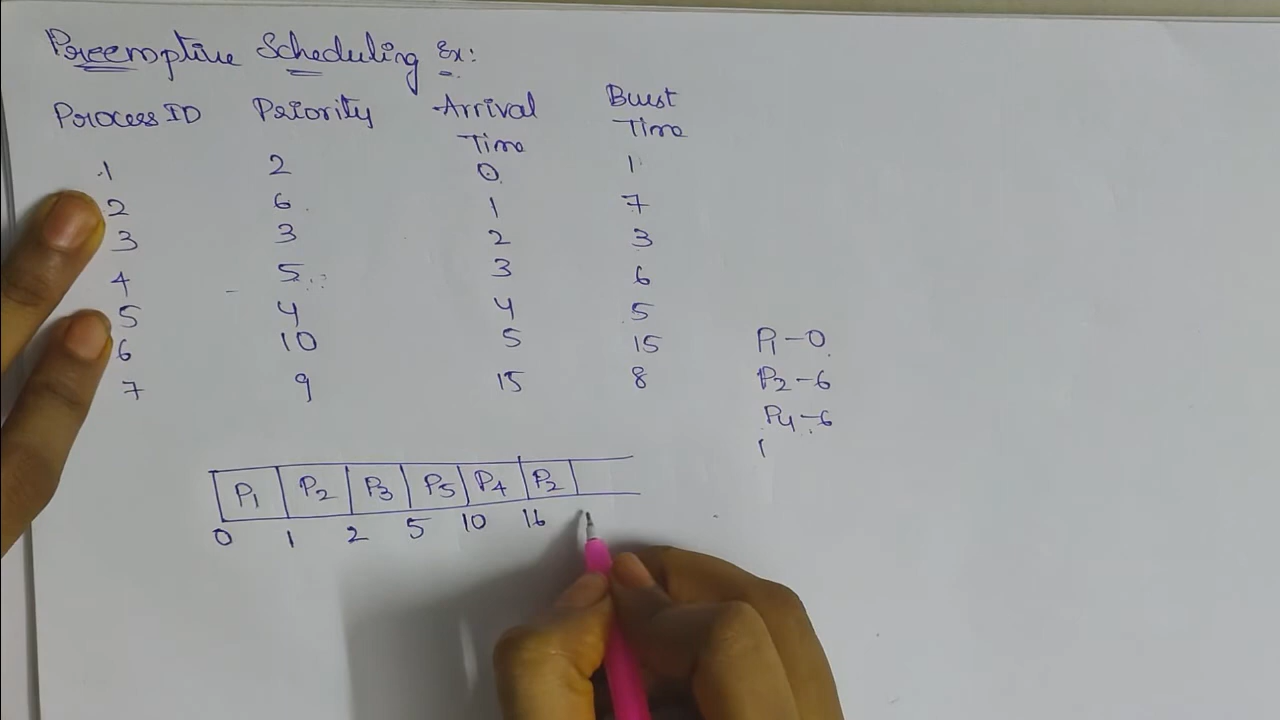 Preemptive Scheduling Ex:
Process ID Priority Arrival Time Burst Time
1 2 0 1
2 6 1 7
3 3 2 3
4 5 3 6
5 4 4 5
6 10 5 15
7 9 15 8
P1-0
P2-6
P4-6
P1 P2 P3 P5 P4 P2
0 1 2 5 10 16